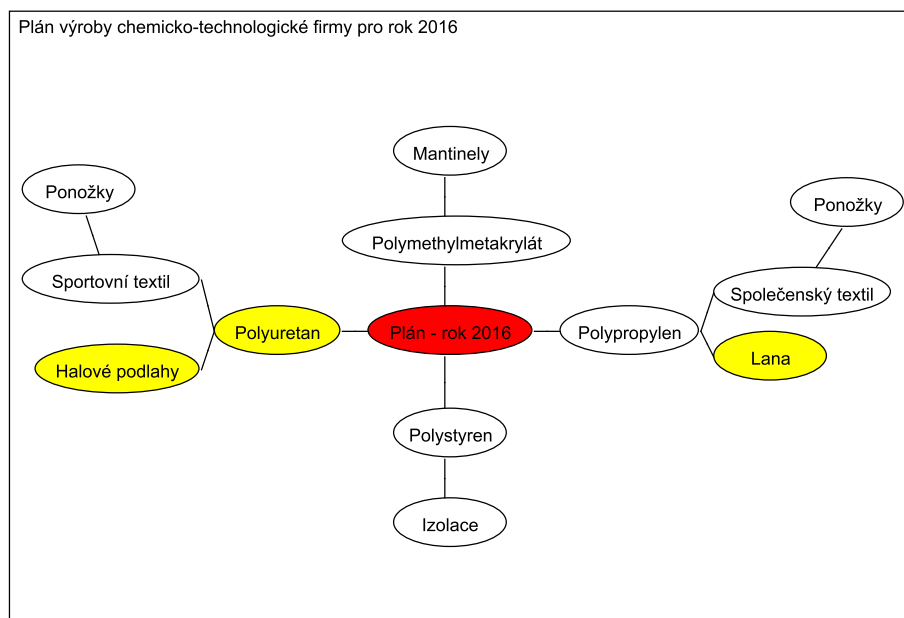 Plán výroby chemicko-technologické firmy pro rok 2016
Mantinely
Ponožky
Ponožky
Polymethylmetakrylát
Sportovní textil
Společenský textil
Polyuretan
Plán - rok 2016
Polypropylen
Halové podlahy
Lana
Polystyren
Izolace